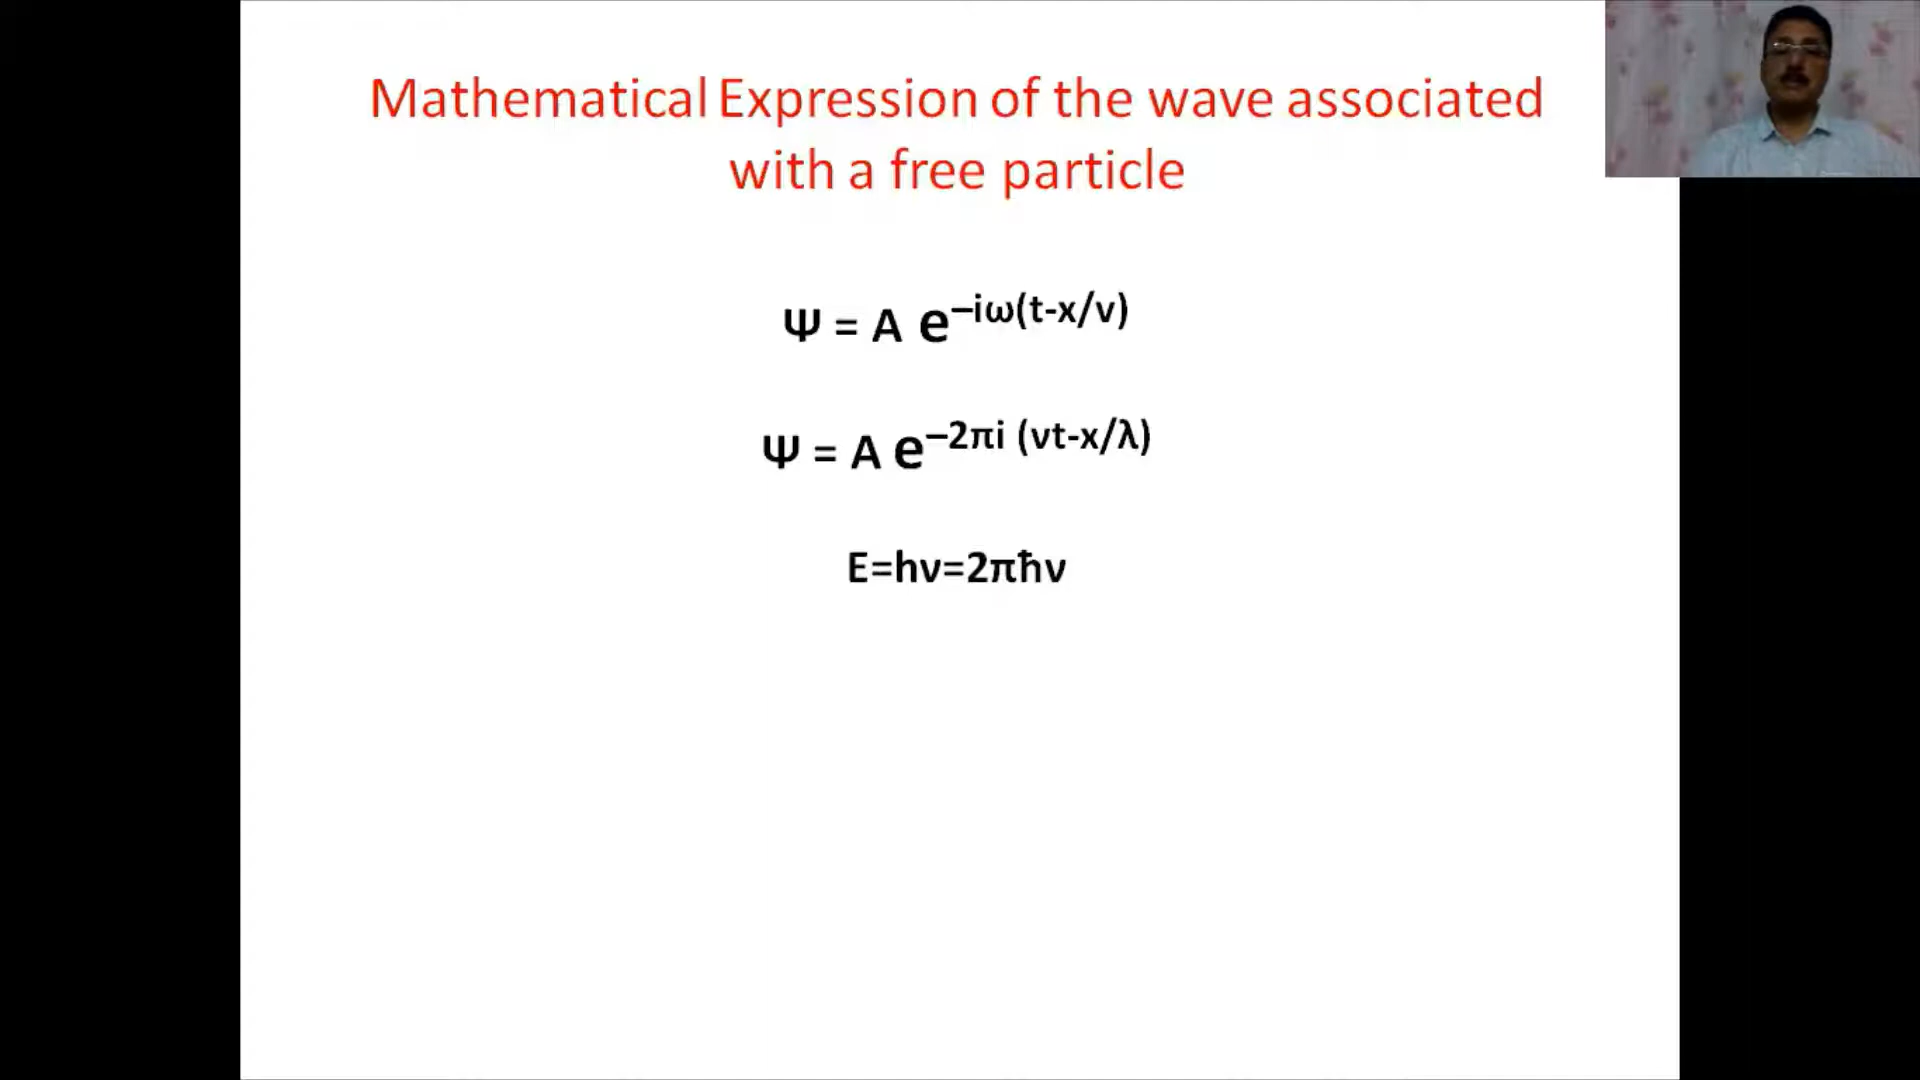 Mathematical Expression of the wave associated
with a free particle
Ψ = A e^–iω(t-x/v)
Ψ = A e^–2πi (νt-x/λ)
E=hν=2πħν